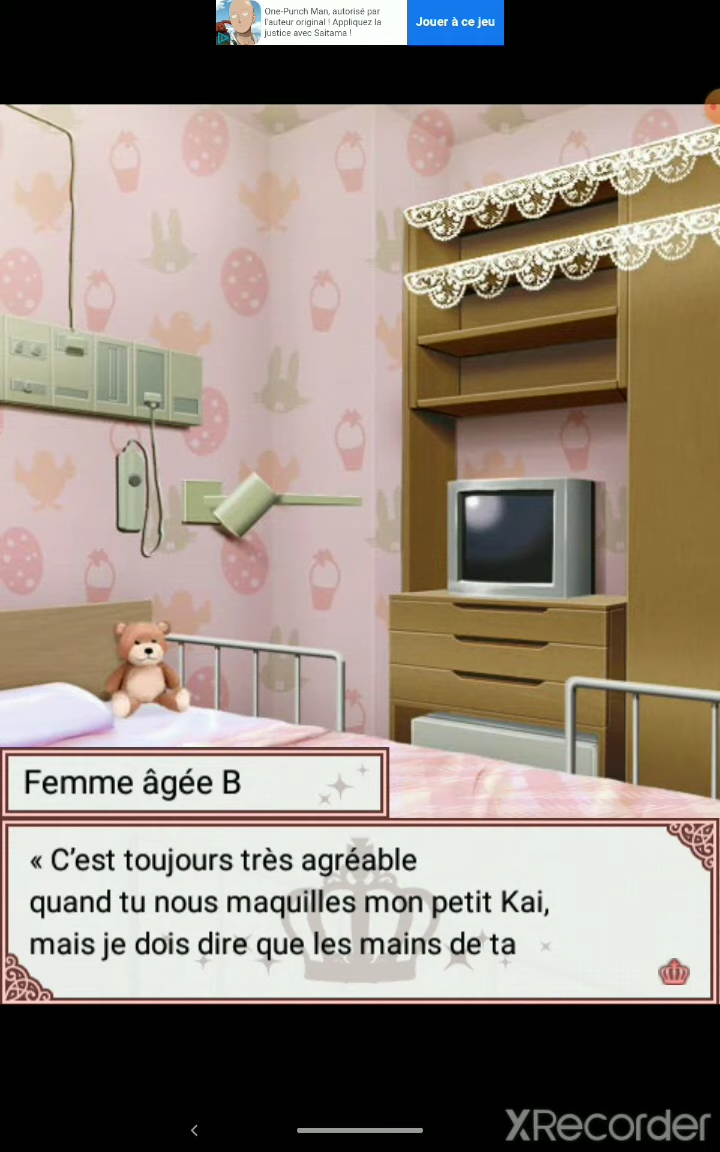 One-Punch Man, autorisé par
l'auteur original ! Appliquez la
justice avec Saitama !
Jouer à ce jeu
Femme âgée B
« C’est toujours très agréable
quand tu nous maquilles mon petit Kai,
mais je dois dire que les mains de ta
XRecorder